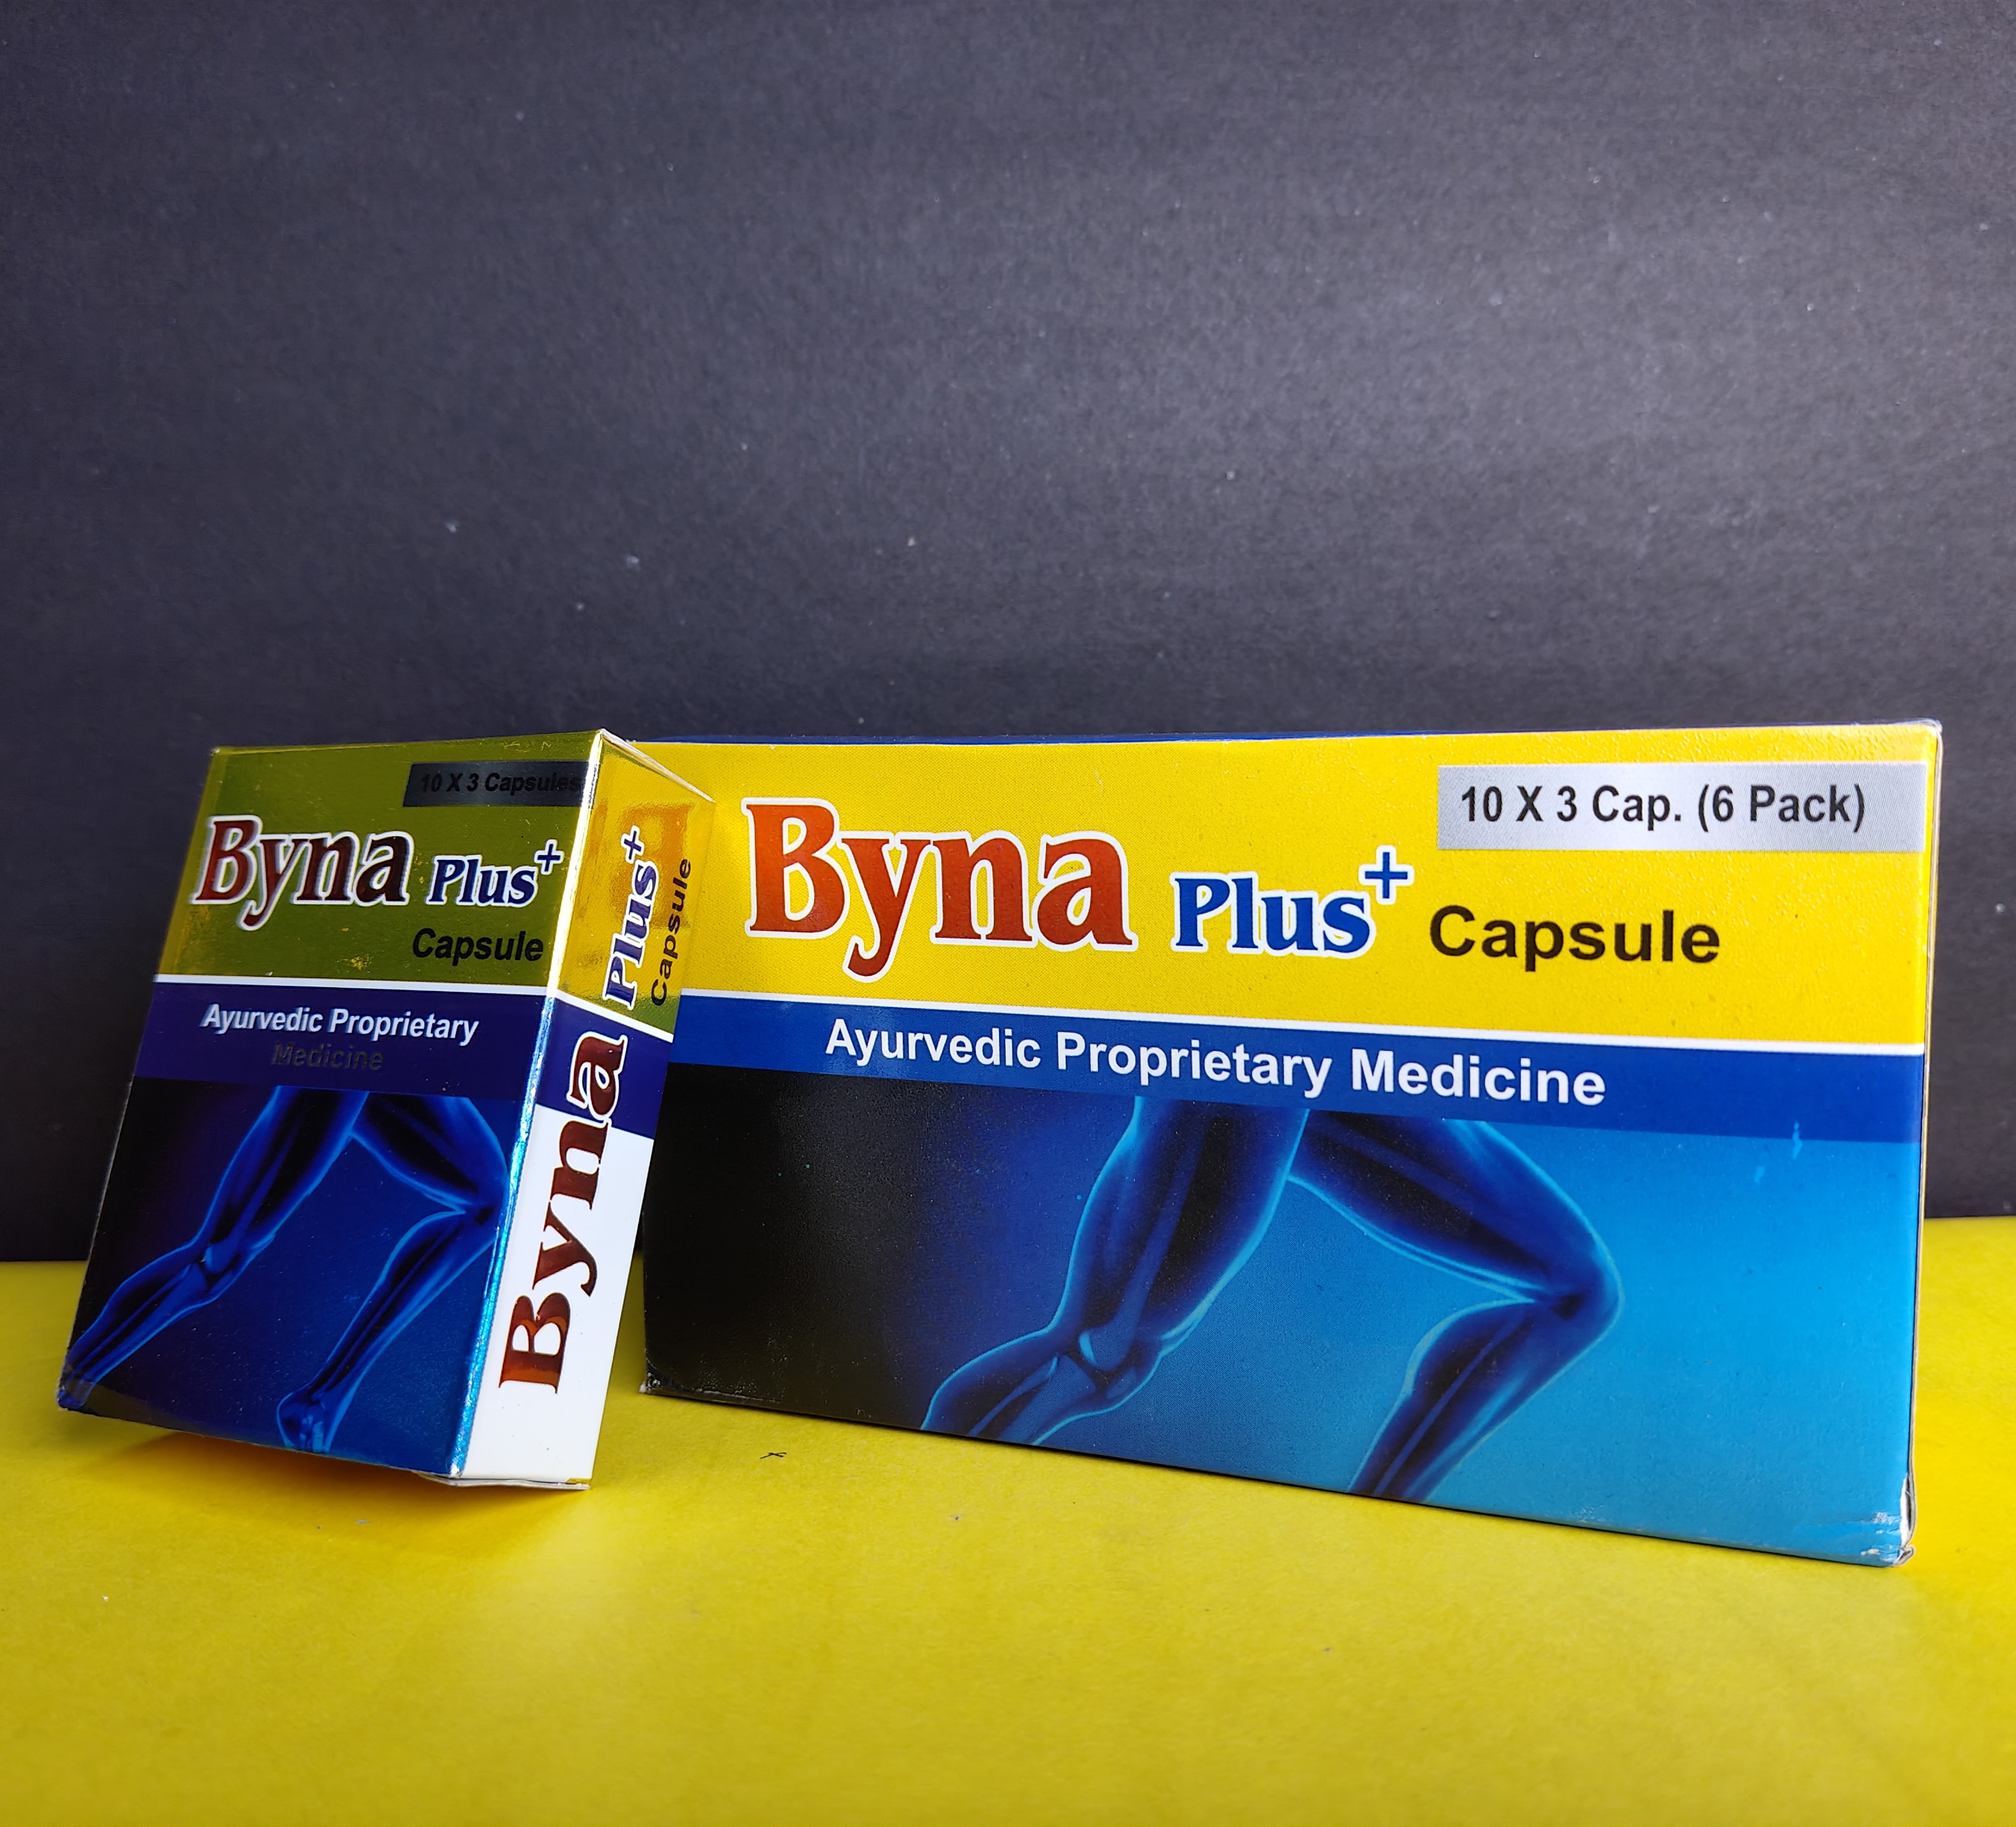 10 X 3 Capsules
Byna Plus+
Capsule
Ayurvedic Proprietary
Medicine
Byna Plus+
Capsule
10 X 3 Cap. (6 Pack)
Byna Plus+ Capsule
Ayurvedic Proprietary Medicine